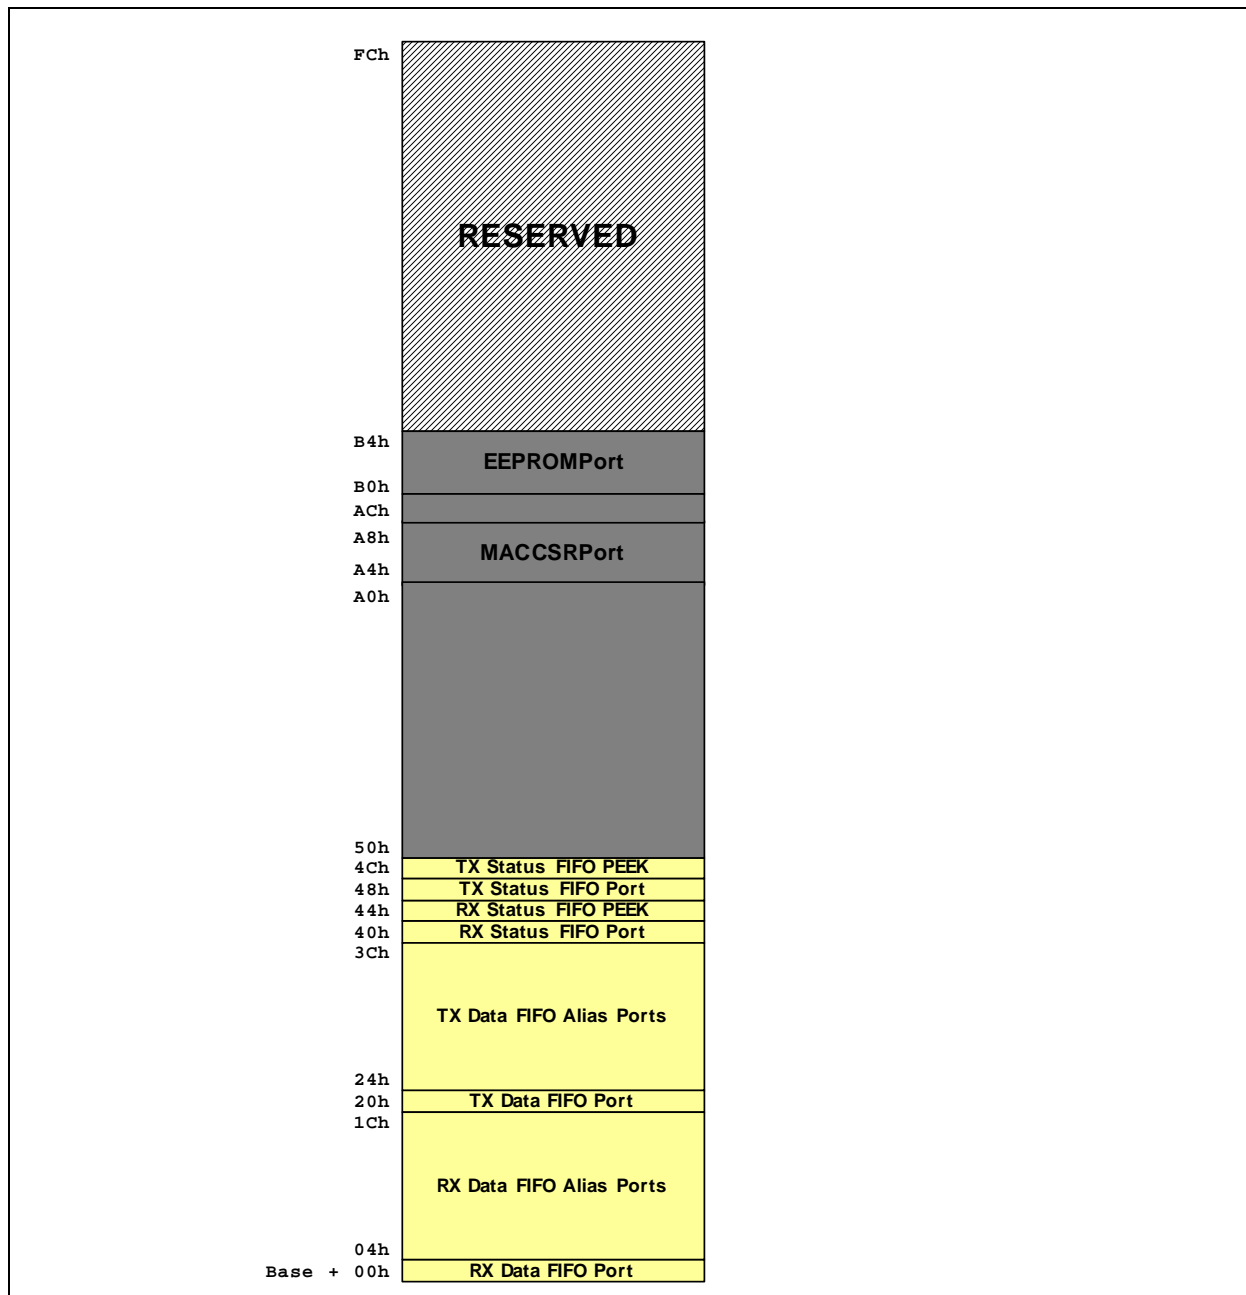 FCh
RESERVED
B4h
EEPROMPort
B0h
ACh
A8h
MACCSRPort
A4h
A0h
50h
4Ch TX Status FIFO PEEK
48h TX Status FIFO Port
44h RX Status FIFO PEEK
40h RX Status FIFO Port
3Ch
TX Data FIFO Alias Ports
24h
20h TX Data FIFO Port
1Ch
RX Data FIFO Alias Ports
04h
Base + 00h RX Data FIFO Port